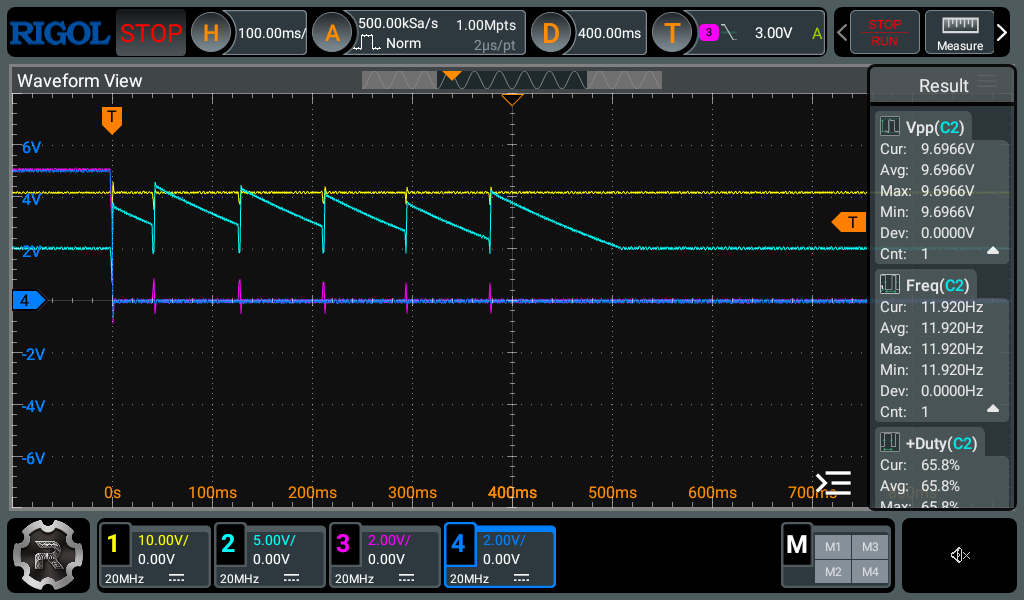 RIGOL STOP H 100.00ms/ A 500.00kSa/s 1.00Mpts D 400.00ms T 3 3.00V A STOP
Norm 2μs/pt RUN Measure
Waveform View Result
T
6V
4V
2V
4
-2V
-4V
-6V
T
0s 100ms 200ms 300ms 400ms 500ms 600ms 700ms
Vpp(C2)
Cur: 9.6966V
Avg: 9.6966V
Max: 9.6966V
Min: 9.6966V
Dev: 0.0000V
Cnt: 1
Freq(C2)
Cur: 11.920Hz
Avg: 11.920Hz
Max: 11.920Hz
Min: 11.920Hz
Dev: 0.0000Hz
Cnt: 1
+Duty(C2)
Cur: 65.8%
Avg: 65.8%
Max: 65.8%
1 10.00V/ 2 5.00V/ 3 2.00V/ 4 2.00V/ M M1 M3
0.00V 0.00V 0.00V 0.00V M2 M4
20MHz 20MHz 20MHz 20MHz
R